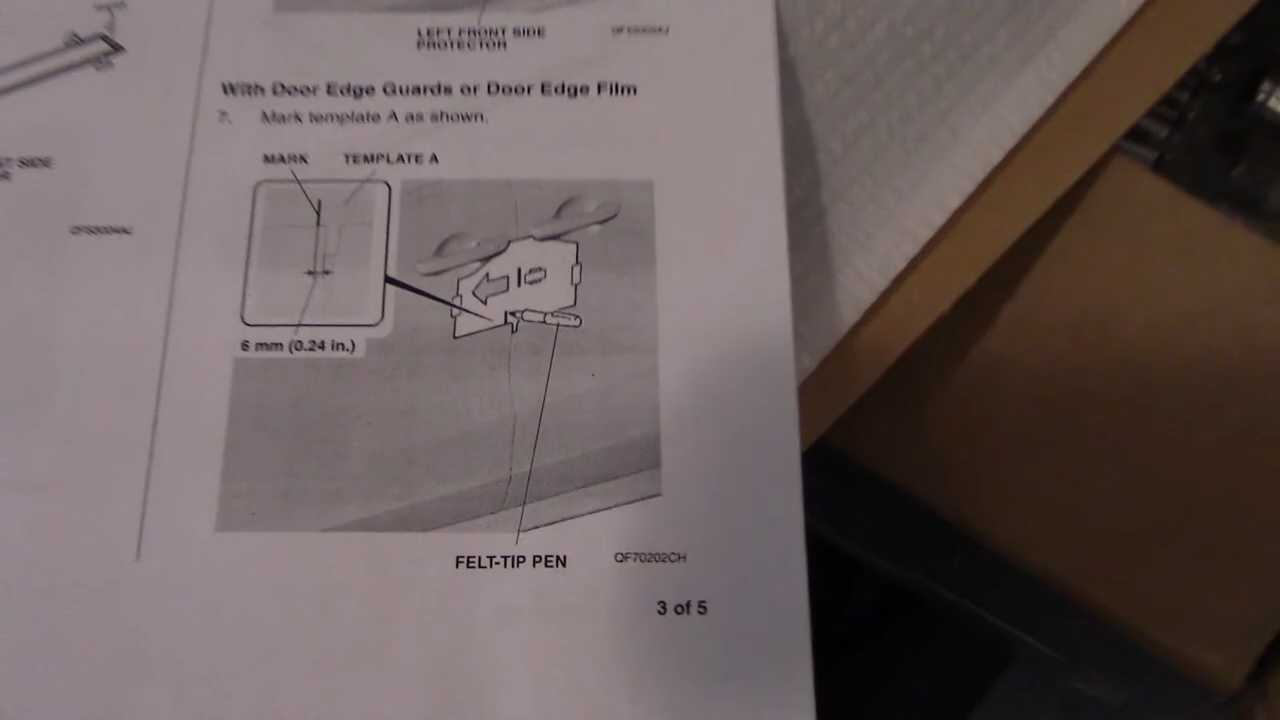 LEFT FRONT SIDE
PROTECTOR
With Door Edge Guards or Door Edge Film
7. Mark template A as shown.
MARK
TEMPLATE A
6 mm (0.24 in.)
FELT-TIP PEN
QF70202CH
3 of 5
SIDE